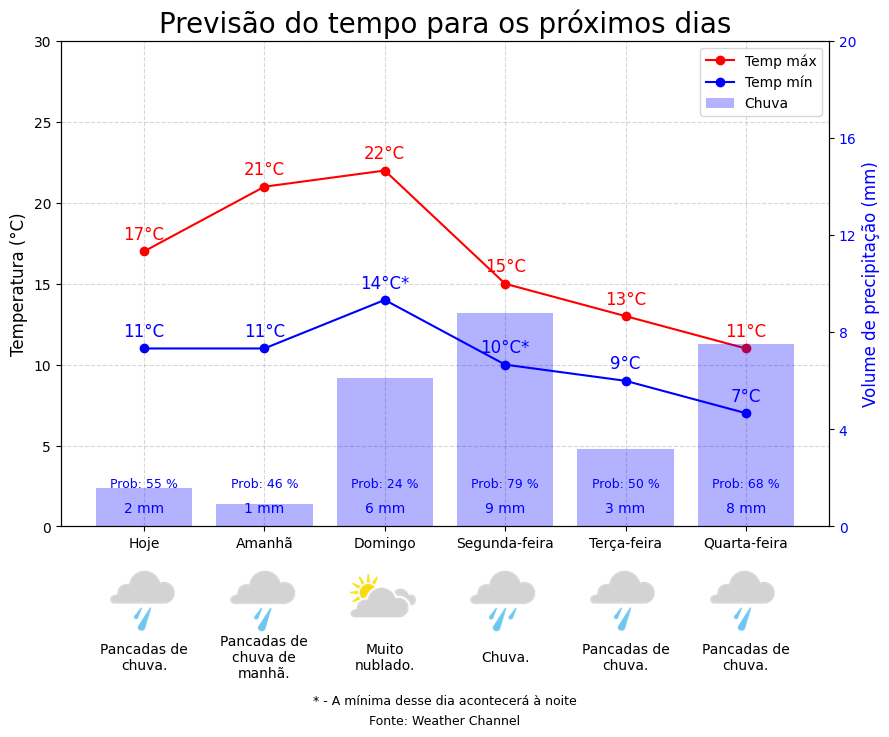 Previsão do tempo para os próximos dias
Temperatura (°C)
30
25
20
15
10
5
0
Volume de precipitação (mm)
20
16
12
8
4
0
Temp máx
Temp mín
Chuva
17°C
21°C
22°C
15°C
13°C
11°C
11°C
11°C
14°C*
10°C*
9°C
7°C
Prob: 55 %
Prob: 46 %
Prob: 24 %
Prob: 79 %
Prob: 50 %
Prob: 68 %
2 mm
1 mm
6 mm
9 mm
3 mm
8 mm
Hoje
Amanhã
Domingo
Segunda-feira
Terça-feira
Quarta-feira
Pancadas de
chuva.
Pancadas de
chuva de
manhã.
Muito
nublado.
Chuva.
Pancadas de
chuva.
Pancadas de
chuva.
* - A mínima desse dia acontecerá à noite
Fonte: Weather Channel